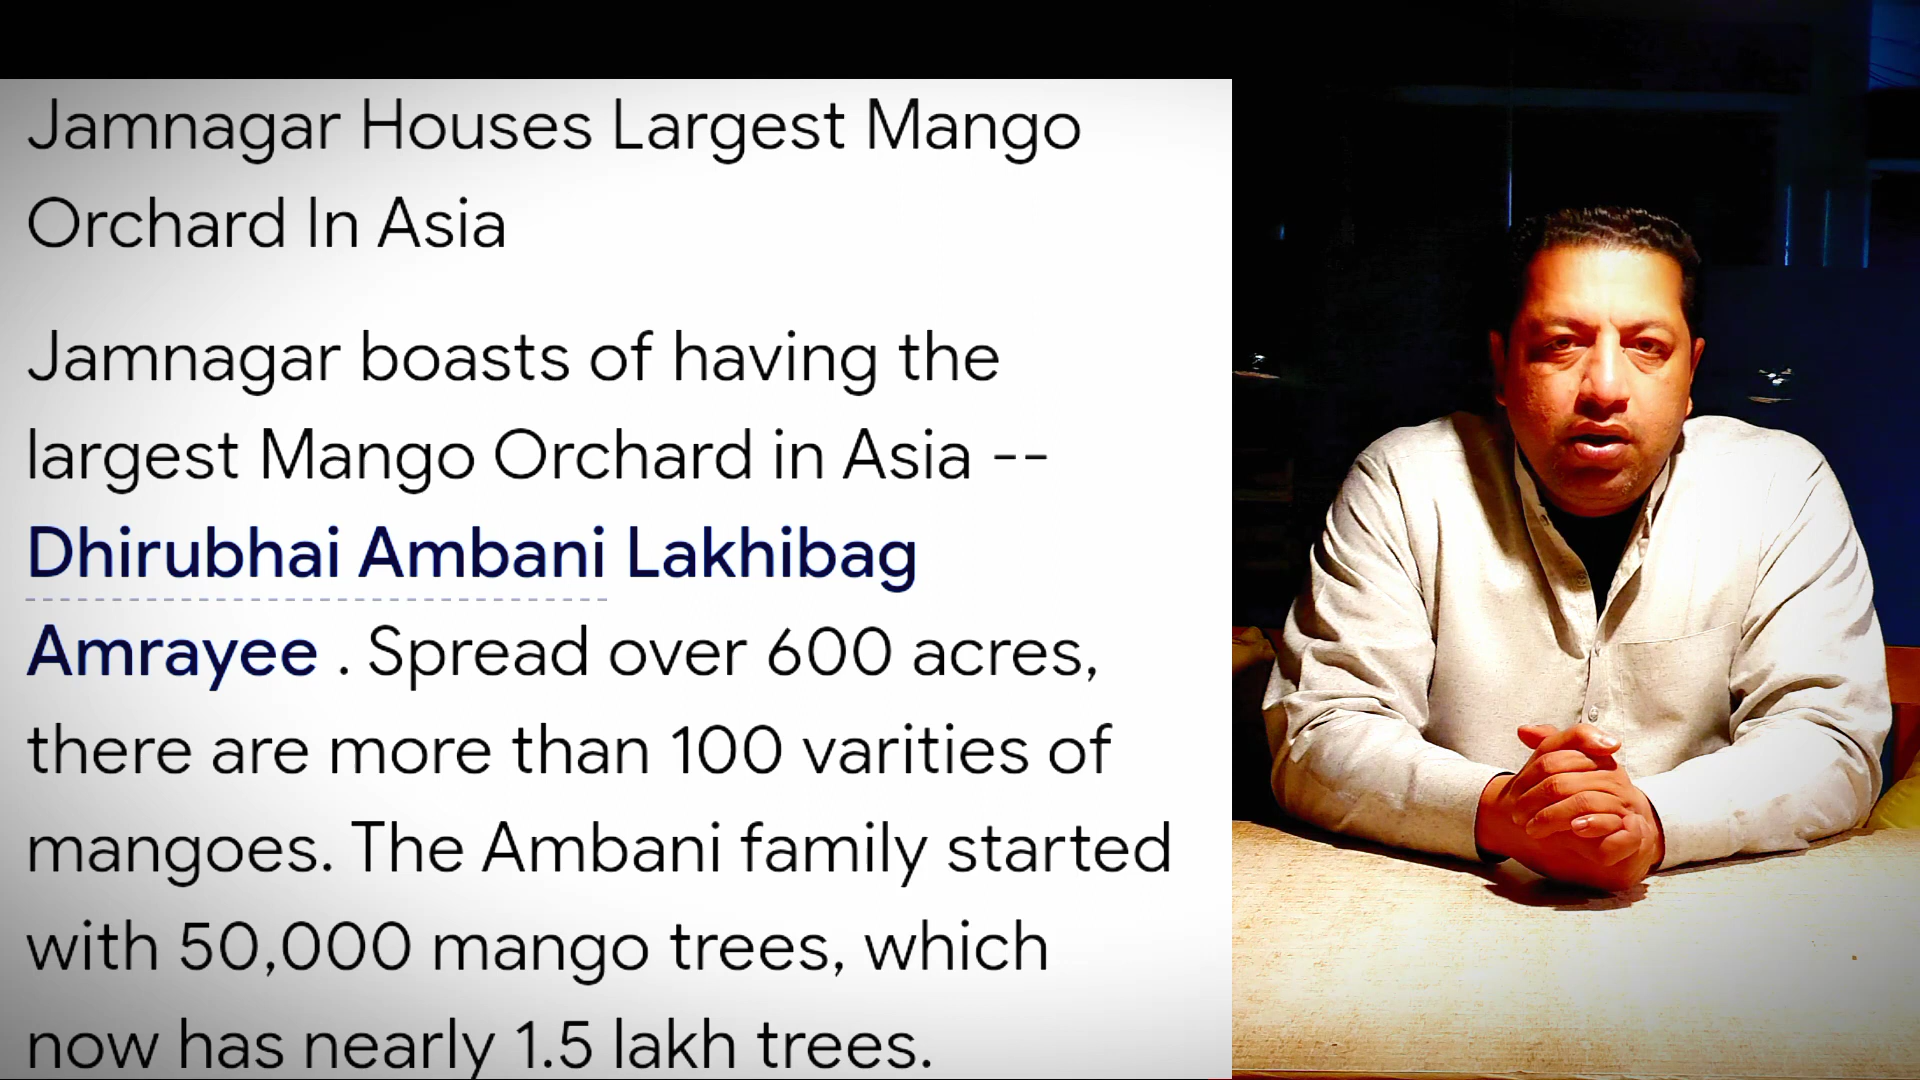 Jamnagar Houses Largest Mango
Orchard In Asia
Jamnagar boasts of having the
largest Mango Orchard in Asia --
Dhirubhai Ambani Lakhibag
Amrayee . Spread over 600 acres,
there are more than 100 varities of
mangoes. The Ambani family started
with 50,000 mango trees, which
now has nearly 1.5 lakh trees.